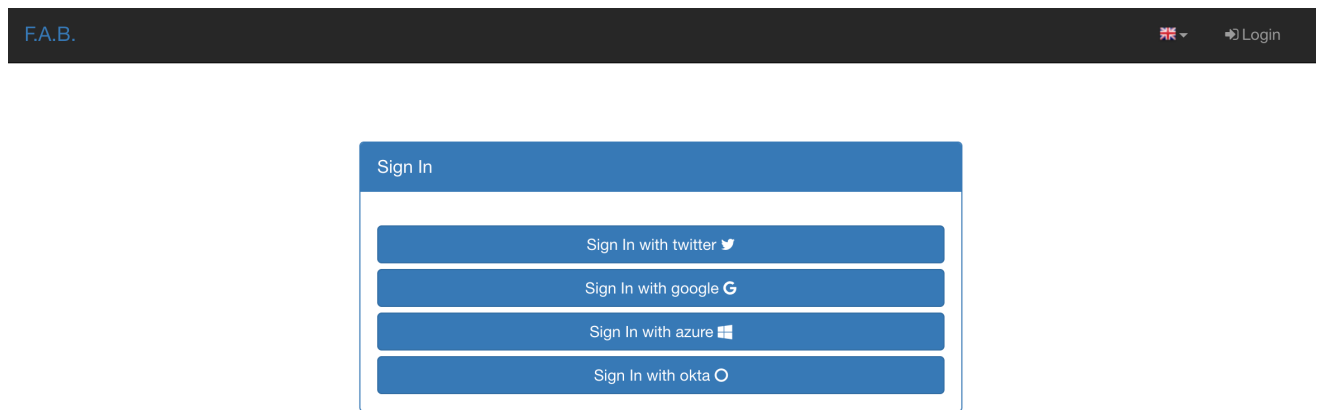 F.A.B.
Login
Sign In
Sign In with twitter
Sign In with google
Sign In with azure
Sign In with okta